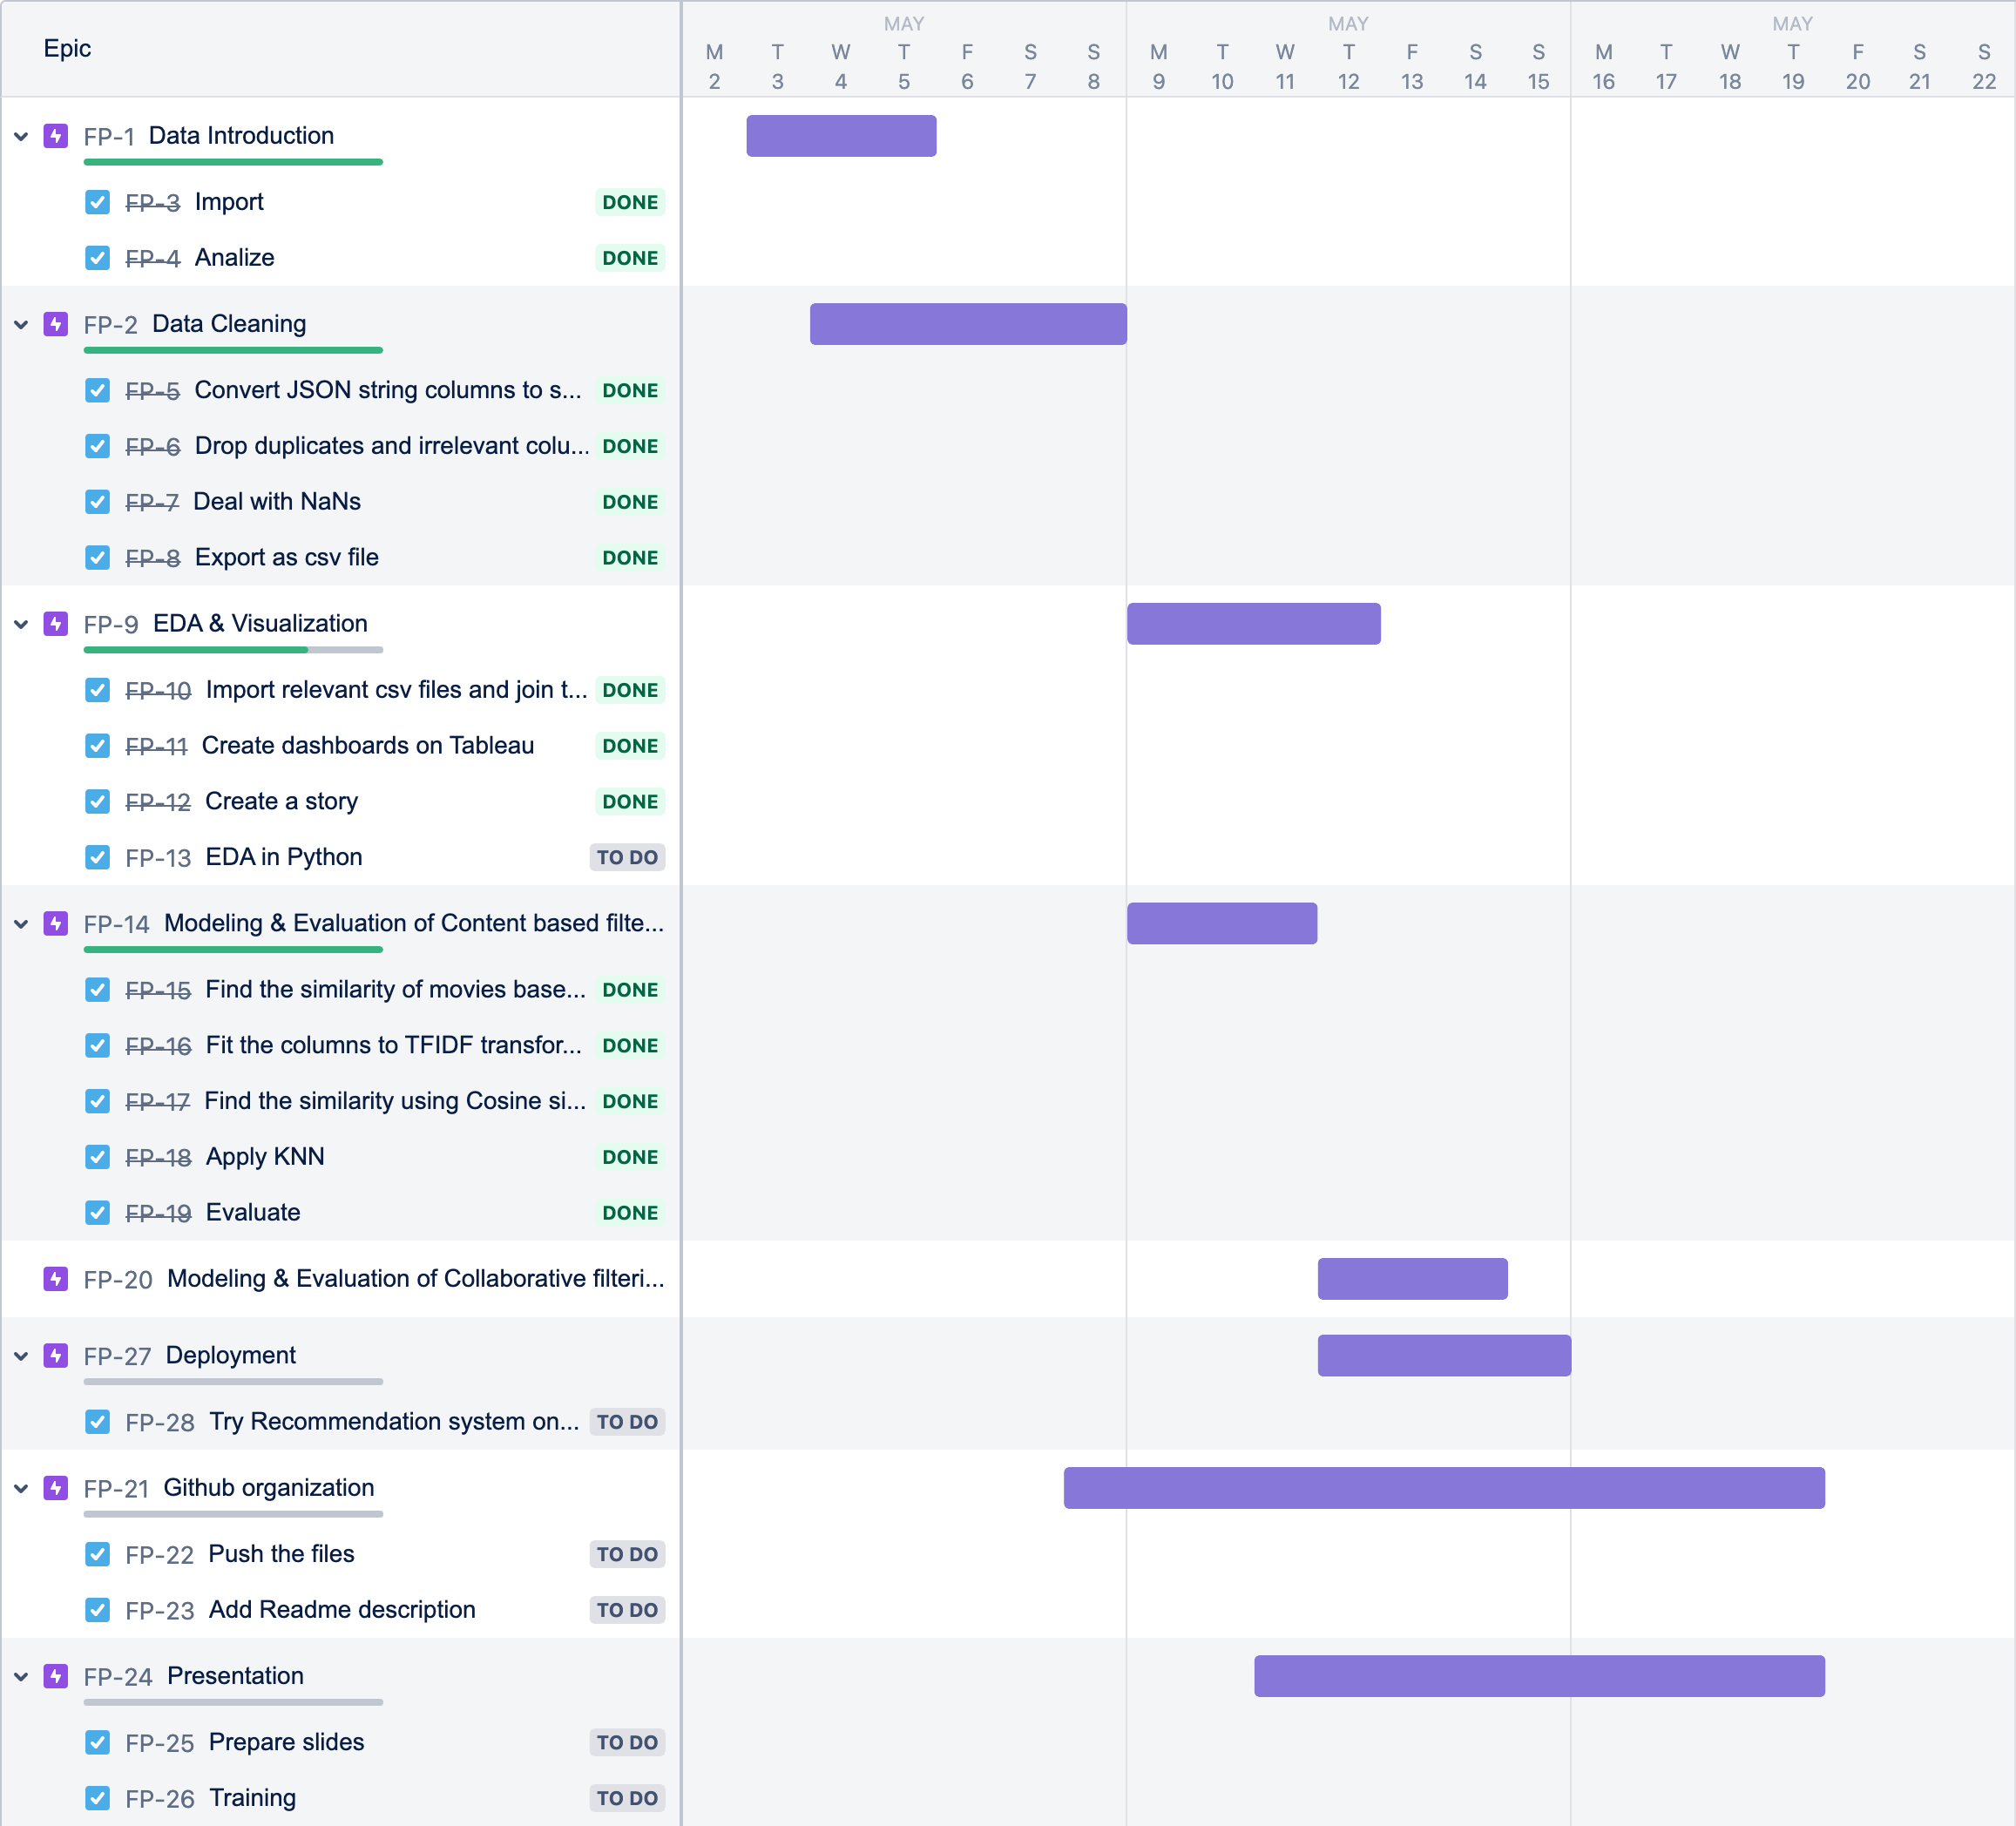 Epic
MAY MAY MAY
M T W T F S S M T W T F S S M T W T F S S
2 3 4 5 6 7 8 9 10 11 12 13 14 15 16 17 18 19 20 21 22
FP-1 Data Introduction
FP-3 Import DONE
FP-4 Analize DONE
FP-2 Data Cleaning
FP-5 Convert JSON string columns to s... DONE
FP-6 Drop duplicates and irrelevant colu... DONE
FP-7 Deal with NaNs DONE
FP-8 Export as csv file DONE
FP-9 EDA & Visualization
FP-10 Import relevant csv files and join t... DONE
FP-11 Create dashboards on Tableau DONE
FP-12 Create a story DONE
FP-13 EDA in Python TO DO
FP-14 Modeling & Evaluation of Content based filte...
FP-15 Find the similarity of movies base... DONE
FP-16 Fit the columns to TFIDF transfor... DONE
FP-17 Find the similarity using Cosine si... DONE
FP-18 Apply KNN DONE
FP-19 Evaluate DONE
FP-20 Modeling & Evaluation of Collaborative filteri...
FP-27 Deployment
FP-28 Try Recommendation system on... TO DO
FP-21 Github organization
FP-22 Push the files TO DO
FP-23 Add Readme description TO DO
FP-24 Presentation
FP-25 Prepare slides TO DO
FP-26 Training TO DO